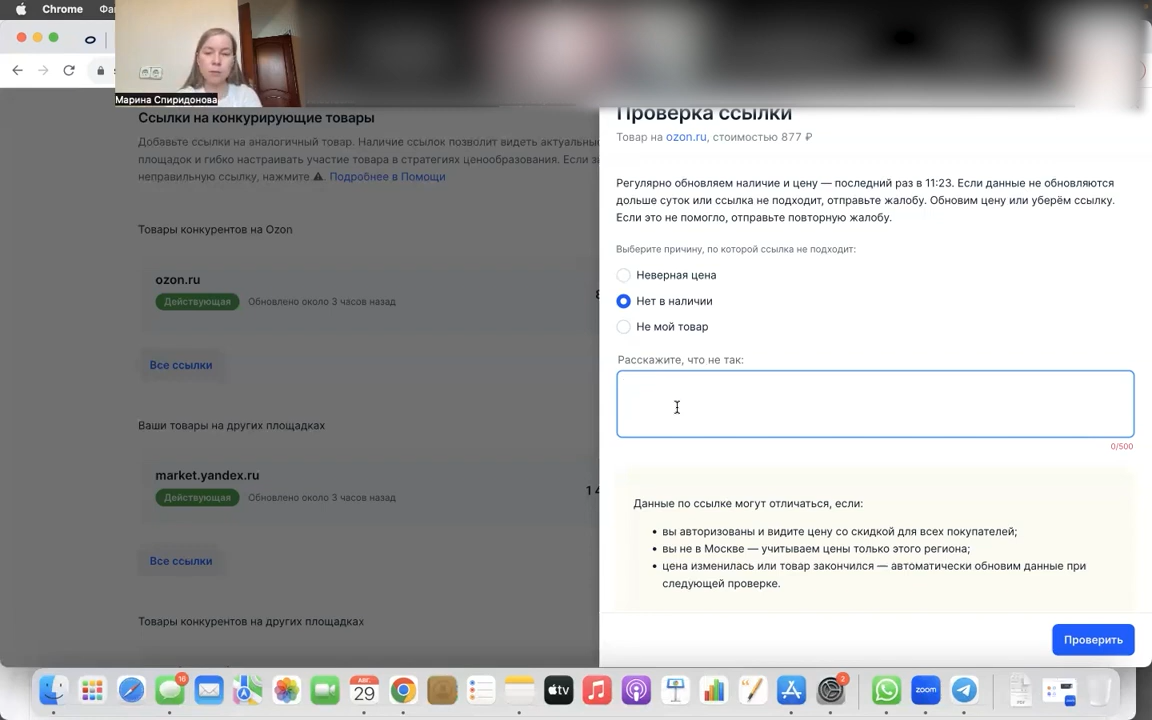 Chrome
Марина Спиридонова
Ссылки на конкурирующие товары
Добавьте ссылки на аналогичный товар. Наличие ссылок позволит видеть
площадок и гибко настраивать участие товара в стратегиях ценообразования. Если
неправильную ссылку, нажмите Подробнее в Помощи
Товары конкурентов на Ozon
ozon.ru
Действующая Обновлено около 3 часов назад
Все ссылки
Ваши товары на других площадках
market.yandex.ru
Действующая Обновлено около 3 часов назад
1 4
Все ссылки
Товары конкурентов на других площадках
Проверка ссылки
Товар на ozon.ru, стоимостью 877 ₽
Регулярно обновляем наличие и цену — последний раз в 11:23. Если данные не обновляются
дольше суток или ссылка не подходит, отправьте жалобу. Обновим цену или уберём ссылку.
Если это не помогло, отправьте повторную жалобу.
Выберите причину, по которой ссылка не подходит:
Неверная цена
Нет в наличии
Не мой товар
Расскажите, что не так:
0/500
Данные по ссылке могут отличаться, если:
• вы авторизованы и видите цену со скидкой для всех покупателей;
• вы не в Москве — учитываем цены только этого региона;
• цена изменилась или товар закончился — автоматически обновим данные при
следующей проверке.
Проверить
16
АВГ.
29
tv
2
zoom